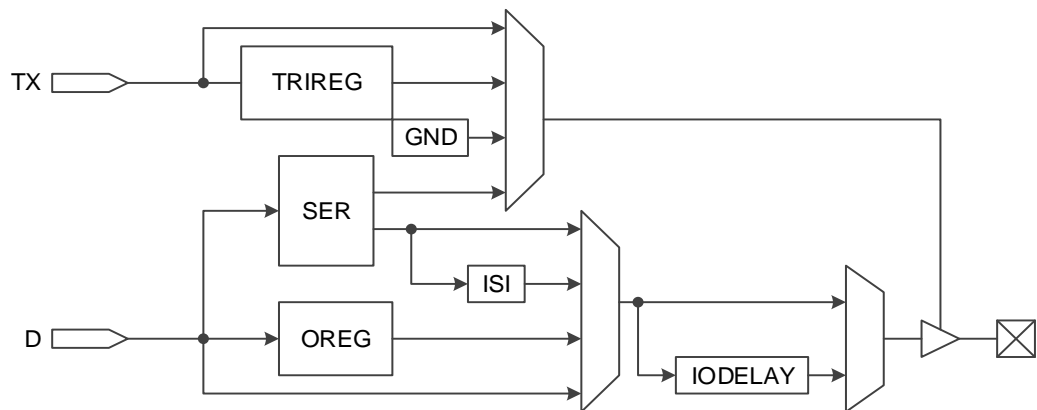 TX
TRIREG
GND
SER
ISI
D
OREG
IODELAY